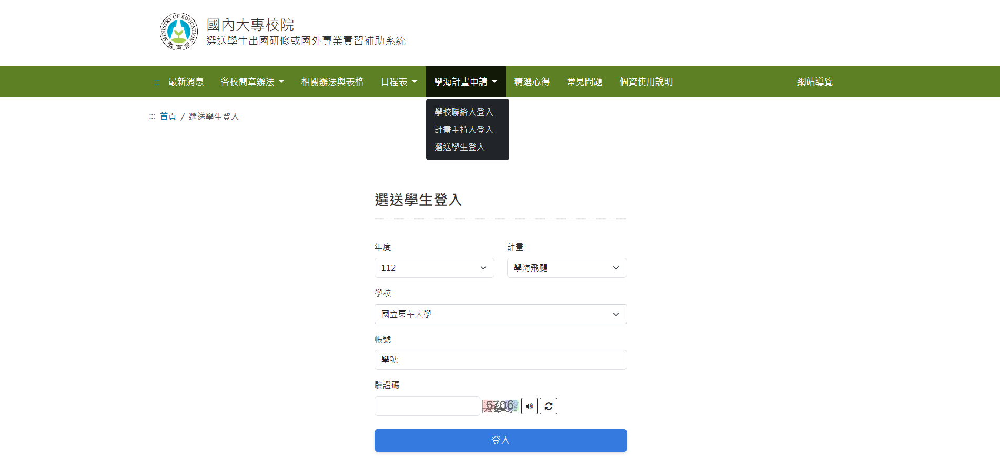 MINISTRY OF EDUCATION
教育部
國內大專校院
選送學生出國研修或國外專業實習補助系統
::: 最新消息 各校簡章辦法 相關辦法與表格 日程表 學海計畫申請 精選心得 常見問題 個資使用說明 網站導覽
::: 首頁 / 選送學生登入
學校聯絡人登入
計畫主持人登入
選送學生登入
選送學生登入
年度 計畫
112 學海飛颺
學校
國立東華大學
帳號
學號
驗證碼
5706
登入